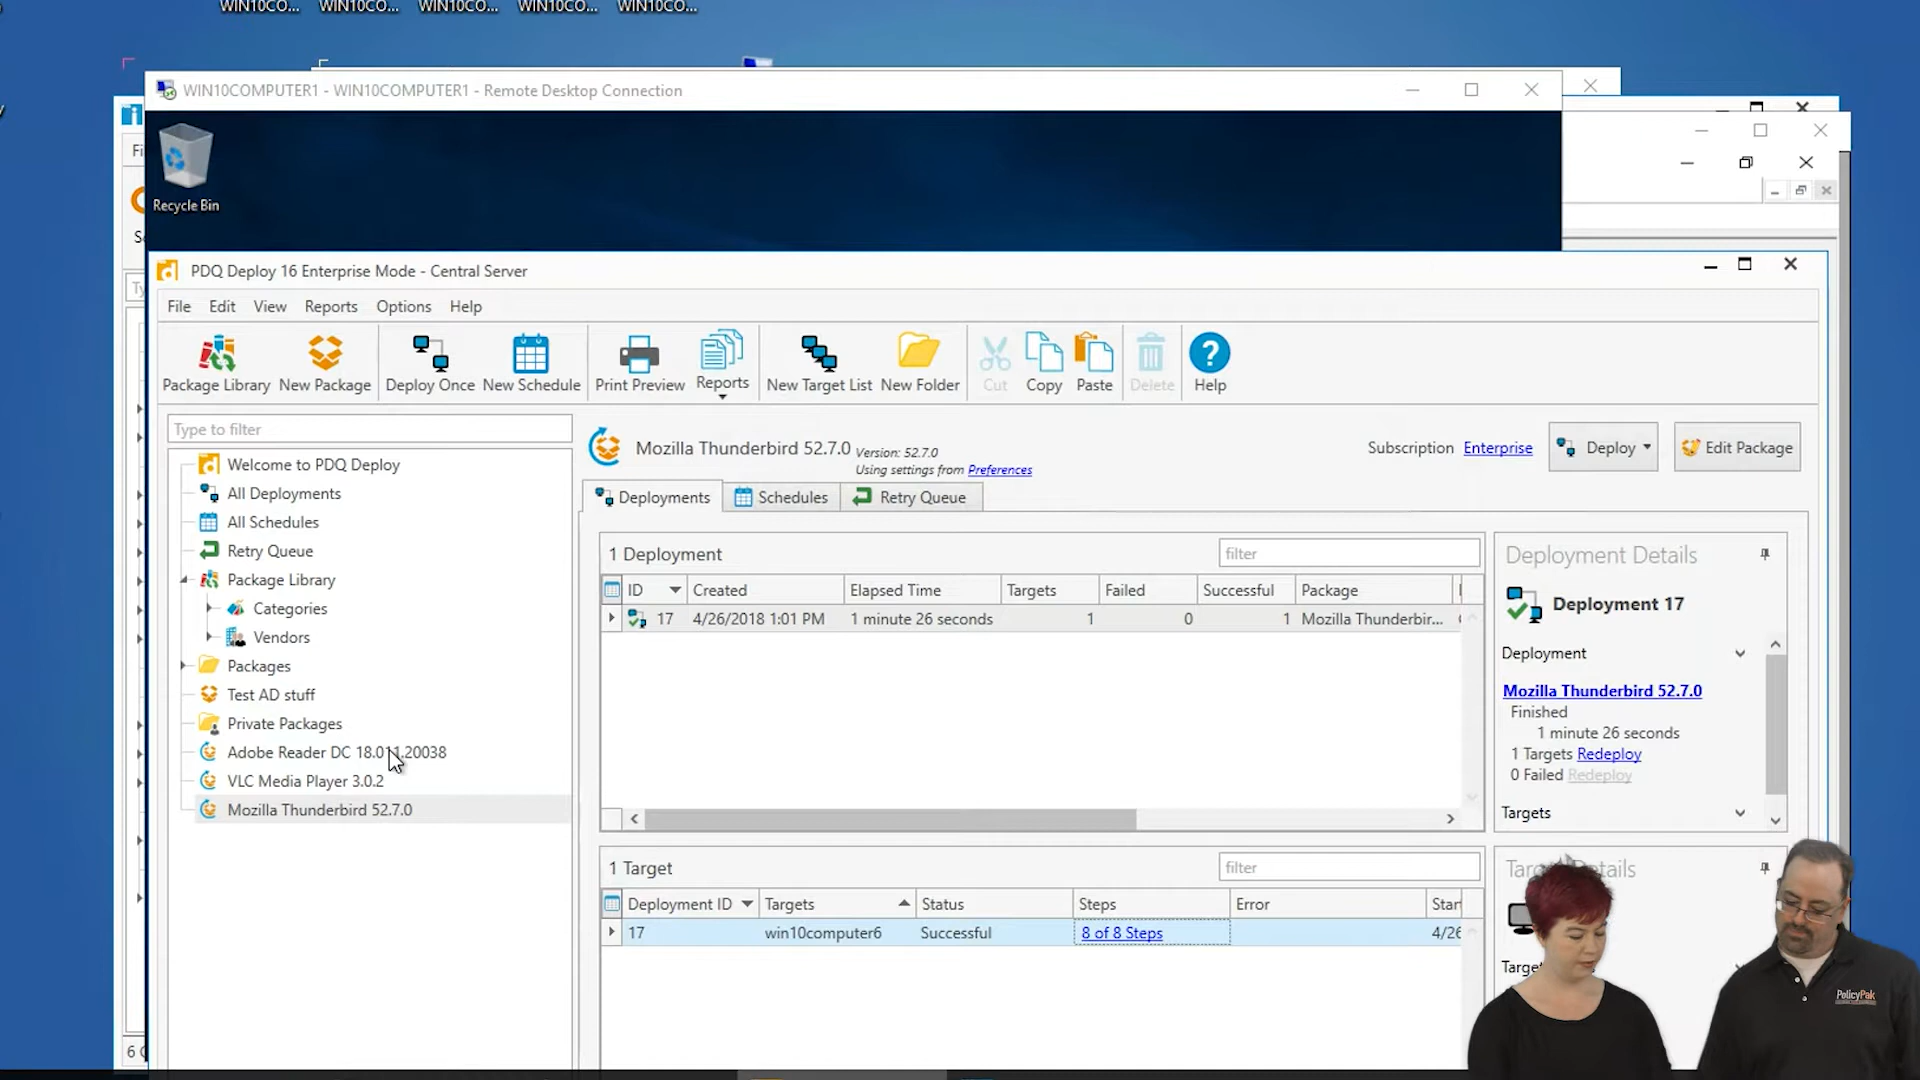 WIN10CO... WIN10CO... WIN10CO... WIN10CO... WIN10CO...
WIN10COMPUTER1 - WIN10COMPUTER1 - Remote Desktop Connection
Recycle Bin
PDQ Deploy 16 Enterprise Mode - Central Server
File Edit View Reports Options Help
Package Library New Package Deploy Once New Schedule Print Preview Reports New Target List New Folder Cut Copy Paste Delete Help
Type to filter
Welcome to PDQ Deploy
All Deployments
All Schedules
Retry Queue
Package Library
Categories
Vendors
Packages
Test AD stuff
Private Packages
Adobe Reader DC 18.011.20038
VLC Media Player 3.0.2
Mozilla Thunderbird 52.7.0
Mozilla Thunderbird 52.7.0 Version: 52.7.0
Using settings from Preferences
Subscription Enterprise Deploy Edit Package
Deployments Schedules Retry Queue
1 Deployment filter
ID Created Elapsed Time Targets Failed Successful Package
17 4/26/2018 1:01 PM 1 minute 26 seconds 1 0 1 Mozilla Thunderbir...
Deployment Details
Deployment 17
Deployment
Mozilla Thunderbird 52.7.0
Finished
1 minute 26 seconds
1 Targets Redeploy
0 Failed Redeploy
Targets
1 Target filter
Deployment ID Targets Status Steps Error Star
17 win10computer6 Successful 8 of 8 Steps 4/26
PolicyPak